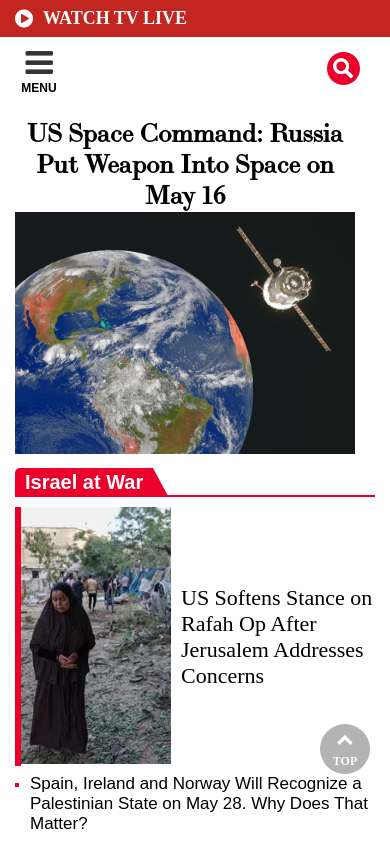 WATCH TV LIVE
MENU
US Space Command: Russia
Put Weapon Into Space on
May 16
Israel at War
US Softens Stance on
Rafah Op After
Jerusalem Addresses
Concerns
TOP
Spain, Ireland and Norway Will Recognize a
Palestinian State on May 28. Why Does That
Matter?